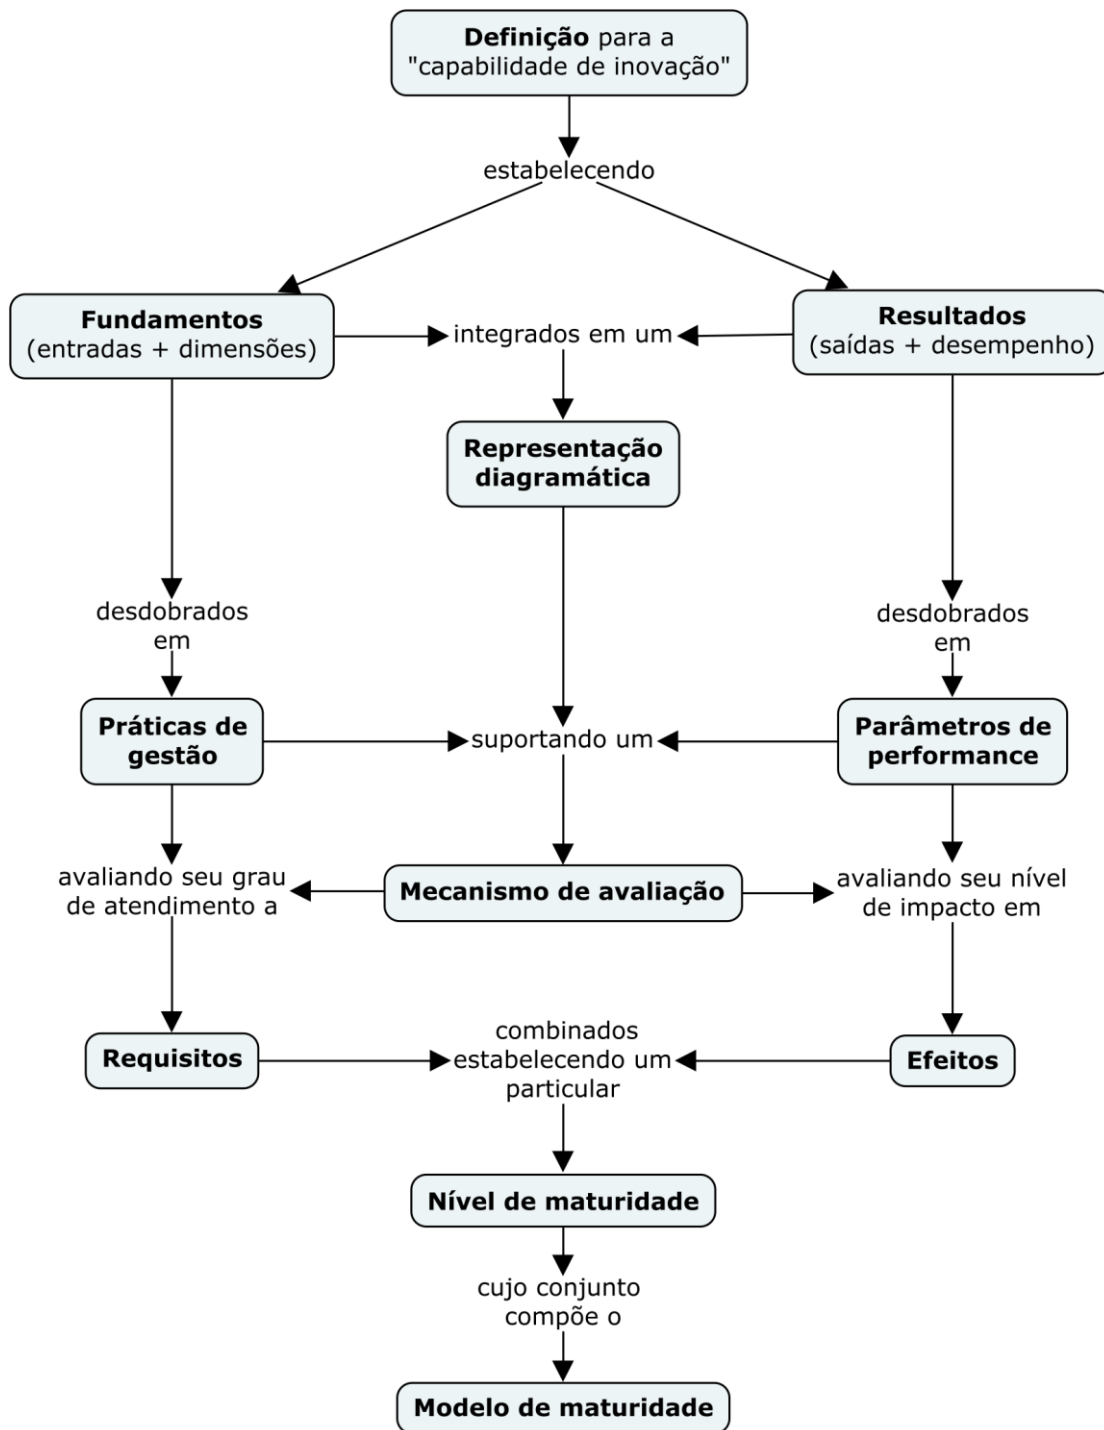 Definição para a
"capabilidade de inovação"
estabelecendo
Fundamentos
(entradas + dimensões)
integrados em um
Resultados
(saídas + desempenho)
Representação
diagramática
desdobrados
em
desdobrados
em
Práticas de
gestão
suportando um
Parâmetros de
performance
avaliando seu grau
de atendimento a
Mecanismo de avaliação
avaliando seu nível
de impacto em
Requisitos
combinados
estabelecendo um
particular
Efeitos
Nível de maturidade
cujo conjunto
compõe o
Modelo de maturidade